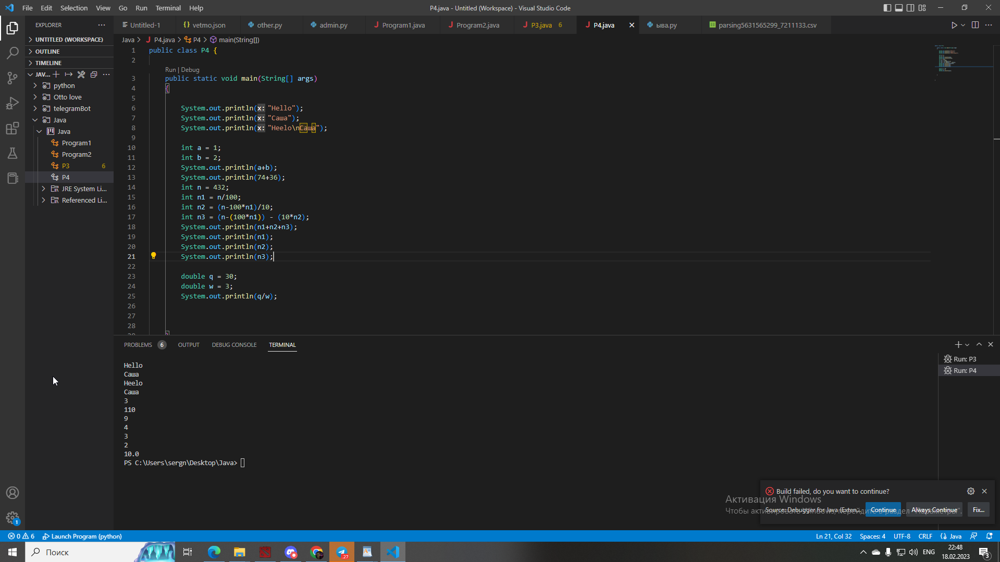 File Edit Selection View Go Run Terminal Help
P4.java - Untitled (Workspace) - Visual Studio Code
EXPLORER
Untitled-1 vetmo.json other.py admin.py Program1.java Program2.java P3.java 6 P4.java ыва.py parsing5631565299_7211133.csv
UNTITLED (WORKSPACE)
OUTLINE
TIMELINE
JAV...
python
Otto love
telegramBot
Java
Java
Program1
Program2
P3 6
P4
JRE System Li...
Referenced Li...
Java > P4.java > P4 > main(String[])
1 public class P4 {
2
Run | Debug
3 public static void main(String[] args)
4 {
5
6 System.out.println(x: "Hello");
7 System.out.println(x: "Саша");
8 System.out.println(x: "Heelo\nСаша");
9
10 int a = 1;
11 int b = 2;
12 System.out.println(a+b);
13 System.out.println(74+36);
14 int n = 432;
15 int n1 = n/100;
16 int n2 = (n-100*n1)/10;
17 int n3 = (n-(100*n1)) - (10*n2);
18 System.out.println(n1+n2+n3);
19 System.out.println(n1);
20 System.out.println(n2);
21 System.out.println(n3);
22
23 double q = 30;
24 double w = 3;
25 System.out.println(q/w);
26
27
28
29 }
PROBLEMS 6 OUTPUT DEBUG CONSOLE TERMINAL
Hello
Саша
Heelo
Саша
3
110
9
4
3
2
10.0
PS C:\Users\sergn\Desktop\Java>
Run: P3
Run: P4
Build failed, do you want to continue?
Source: Debugger for Java (Exten... Continue Always Continue Fix...
Активация Windows
Чтобы активировать Windows, перейдите в раздел "Параметры".
1
0 6 Launch Program (python)
Ln 21, Col 32 Spaces: 4 UTF-8 CRLF Java
Поиск
27
ENG
22:48
18.02.2023
3